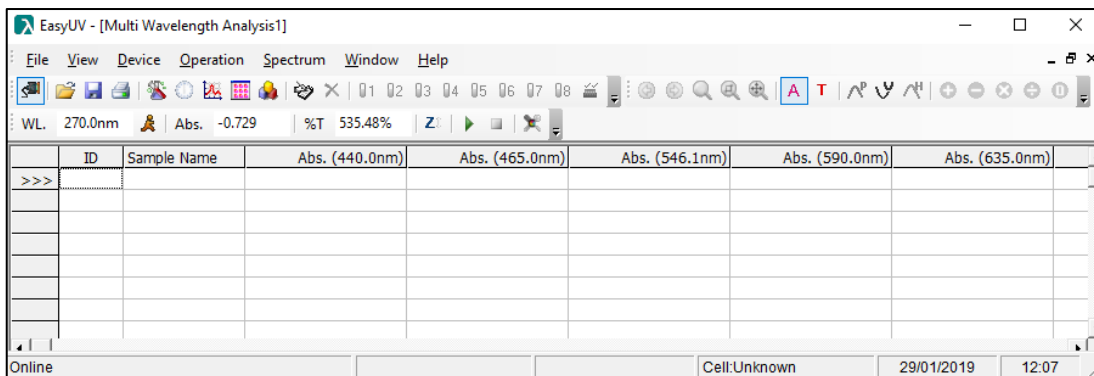 EasyUV - [Multi Wavelength Analysis1]
File View Device Operation Spectrum Window Help
01 02 03 04 05 06 07 08 A T P V H
WL. 270.0nm Abs. -0.729 %T 535.48% Z
ID Sample Name Abs. (440.0nm) Abs. (465.0nm) Abs. (546.1nm) Abs. (590.0nm) Abs. (635.0nm)
>>>
Online Cell:Unknown 29/01/2019 12:07